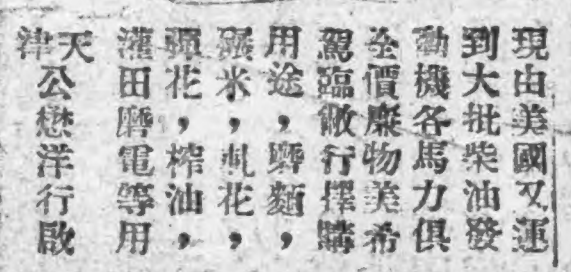 現由美國又運
到大批柴油發
動機各馬力俱
全價廉物美希
駕臨敝行擇購
用途，磨麵，
碾米，軋花，
彈花，榨油，
灌田磨電等用
天津公懋洋行啟